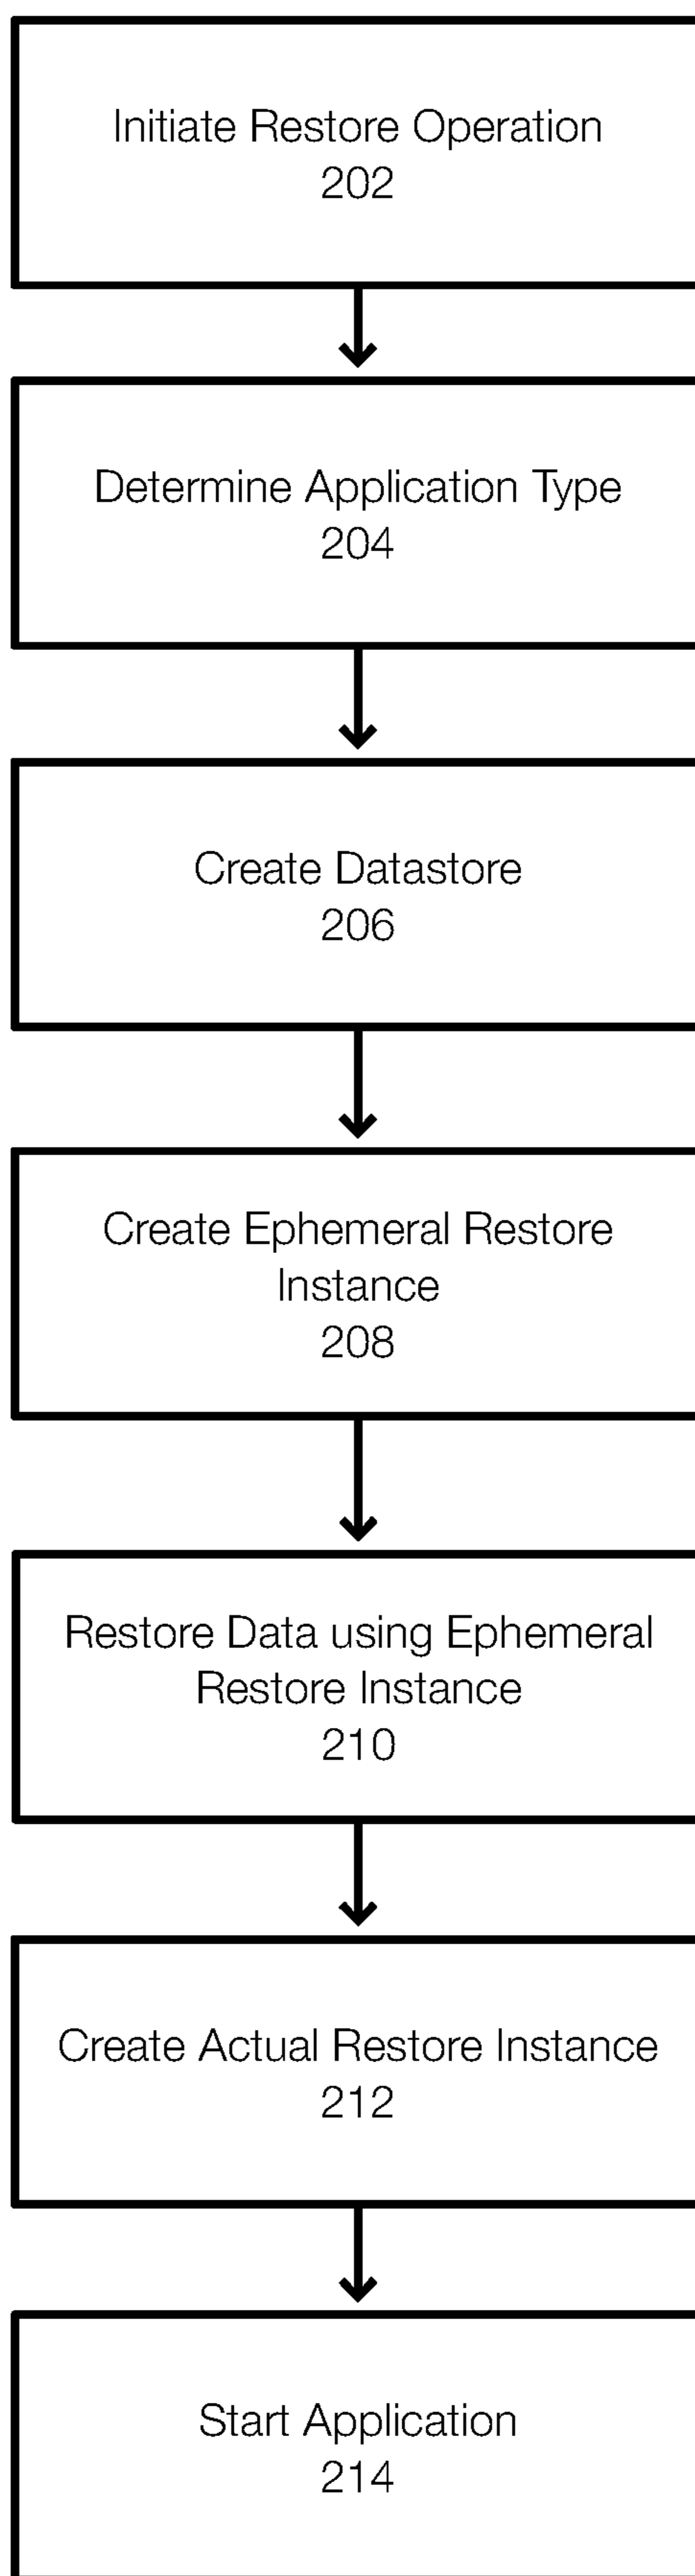 Initiate Restore Operation
202
Determine Application Type
204
Create Datastore
206
Create Ephemeral Restore
Instance
208
Restore Data using Ephemeral
Restore Instance
210
Create Actual Restore Instance
212
Start Application
214